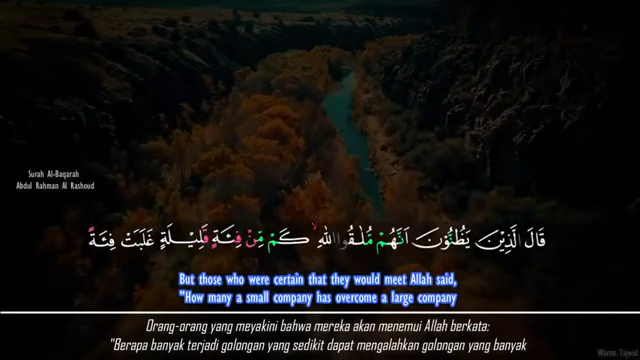 Surah Al-Baqarah
Abdul Rahman Al Rashoud
قَالَ الَّذِينَ يَظُنُّونَ أَنَّهُمْ مُلَٰقُوا اللَّهِ كَمْ مِّنْ فِئَةٍ قَلِيلَةٍ غَلَبَتْ فِئَةً
But those who were certain that they would meet Allah said,
"How many a small company has overcome a large company
Orang-orang yang meyakini bahwa mereka akan menemui Allah berkata:
"Berapa banyak terjadi golongan yang sedikit dapat mengalahkan golongan yang banyak